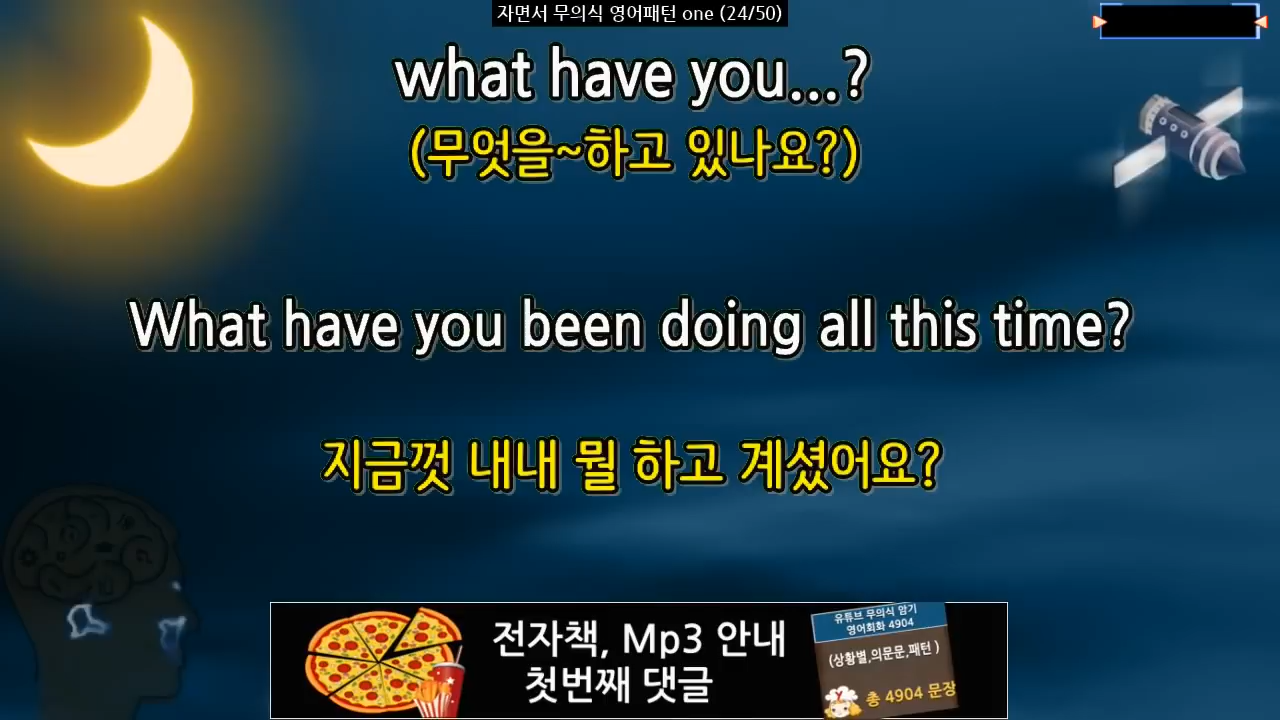 자면서 무의식 영어패턴 one (24/50)
what have you...?
(무엇을~하고 있나요?)
What have you been doing all this time?
지금껏 내내 뭘 하고 계셨어요?
전자책, Mp3 안내
첫번째 댓글
유튜브 무의식 암기
영어회화 4904
(상황별,의문문,패턴 )
총 4904 문장